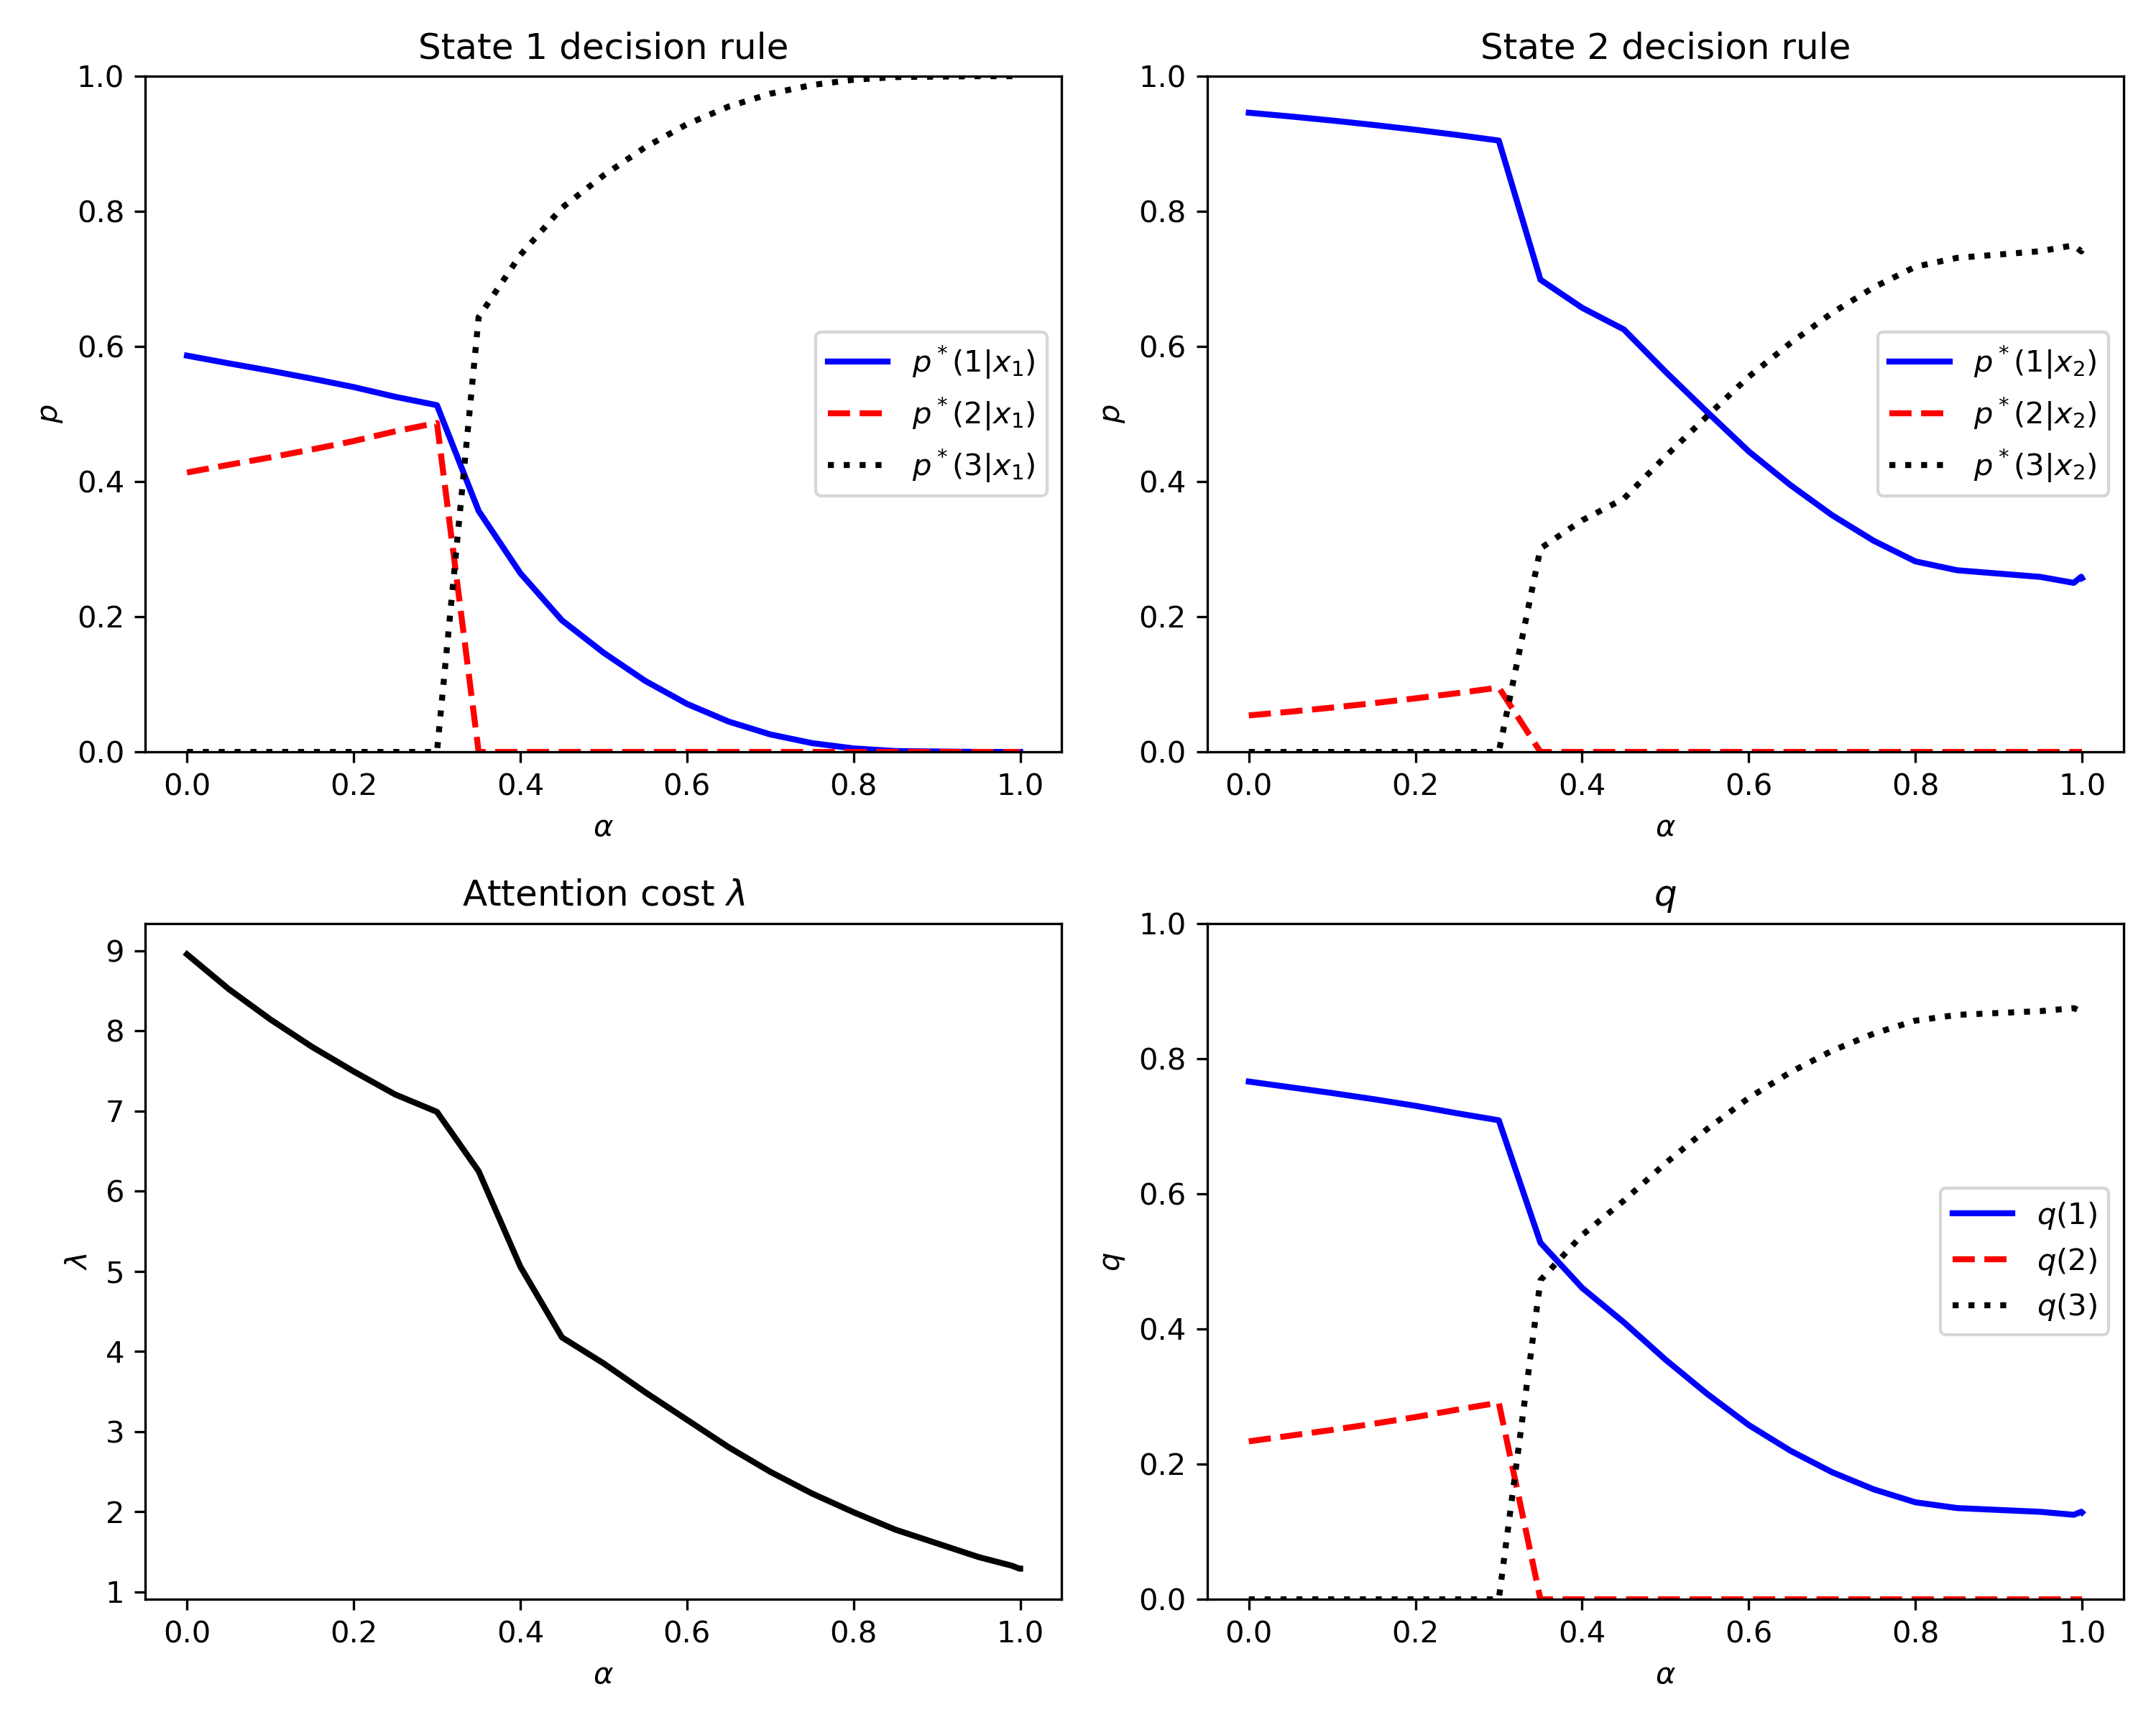 State 1 decision rule
p
1.0
0.8
0.6
0.4
0.2
0.0
p*(1|x₁)
p*(2|x₁)
p*(3|x₁)
0.0 0.2 0.4 0.6 0.8 1.0
α
State 2 decision rule
p
1.0
0.8
0.6
0.4
0.2
0.0
p*(1|x₂)
p*(2|x₂)
p*(3|x₂)
0.0 0.2 0.4 0.6 0.8 1.0
α
Attention cost λ
λ
9
8
7
6
5
4
3
2
1
0.0 0.2 0.4 0.6 0.8 1.0
α
q
q
1.0
0.8
0.6
0.4
0.2
0.0
q(1)
q(2)
q(3)
0.0 0.2 0.4 0.6 0.8 1.0
α